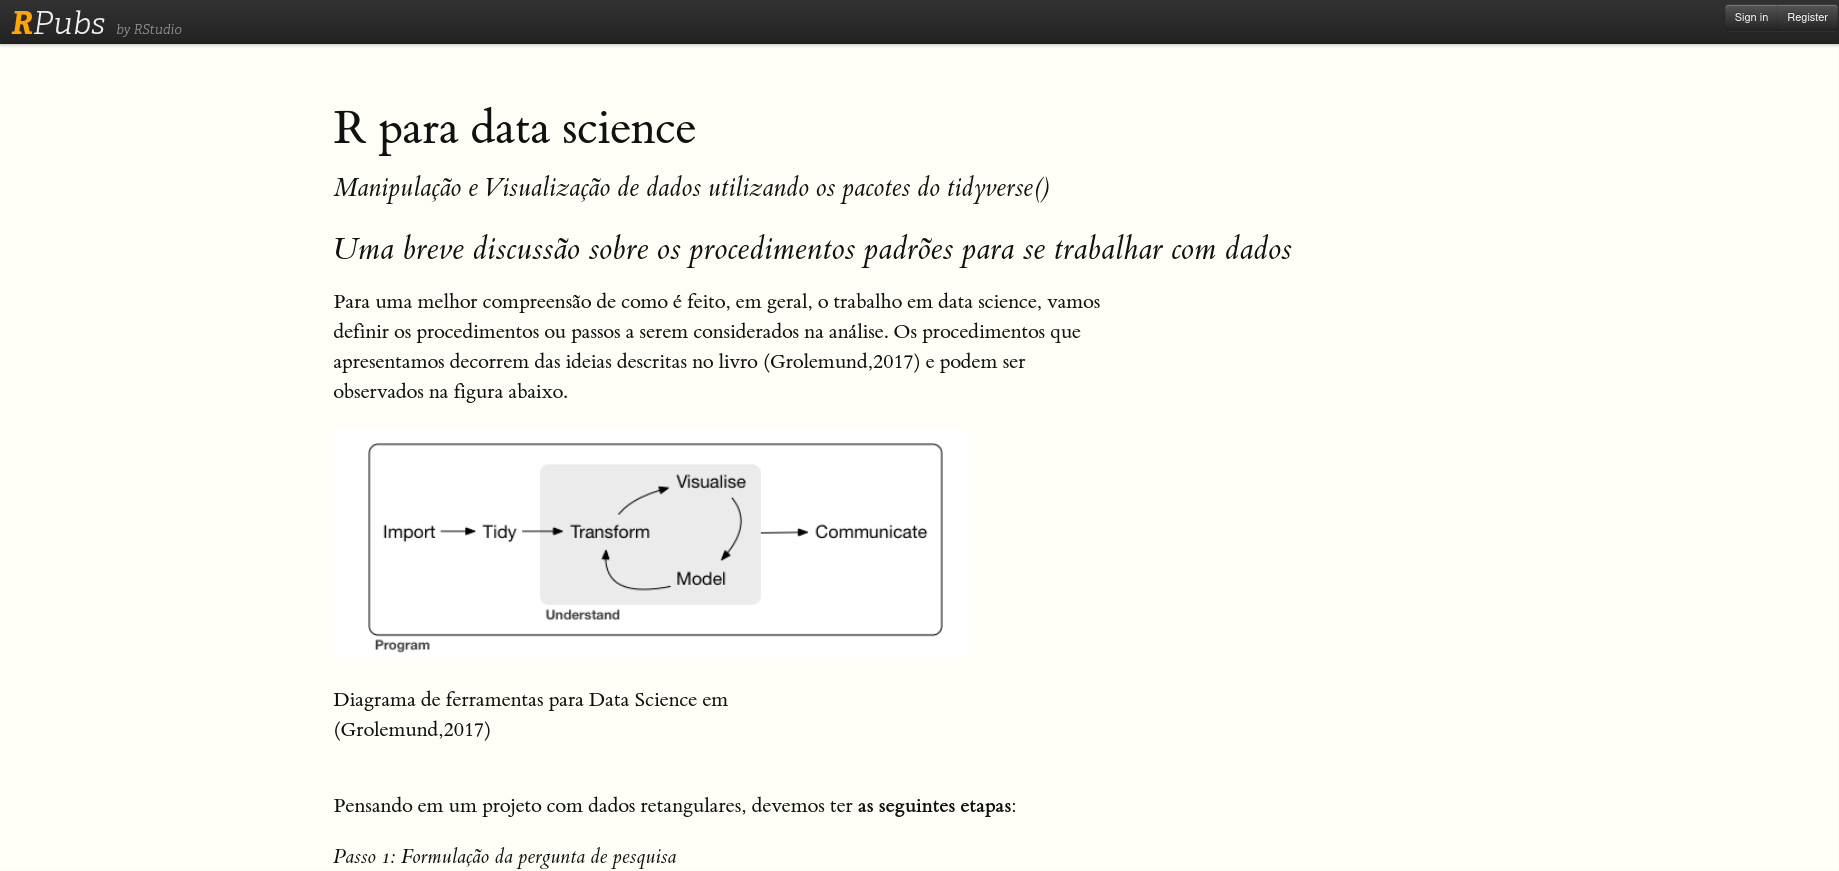 RPubs by RStudio
Sign in Register
R para data science
Manipulação e Visualização de dados utilizando os pacotes do tidyverse()
Uma breve discussão sobre os procedimentos padrões para se trabalhar com dados
Para uma melhor compreensão de como é feito, em geral, o trabalho em data science, vamos
definir os procedimentos ou passos a serem considerados na análise. Os procedimentos que
apresentamos decorrem das ideias descritas no livro (Grolemund,2017) e podem ser
observados na figura abaixo.
Visualise
Import Tidy Transform Communicate
Model
Understand
Program
Diagrama de ferramentas para Data Science em
(Grolemund,2017)
Pensando em um projeto com dados retangulares, devemos ter as seguintes etapas:
Passo 1: Formulação da pergunta de pesquisa